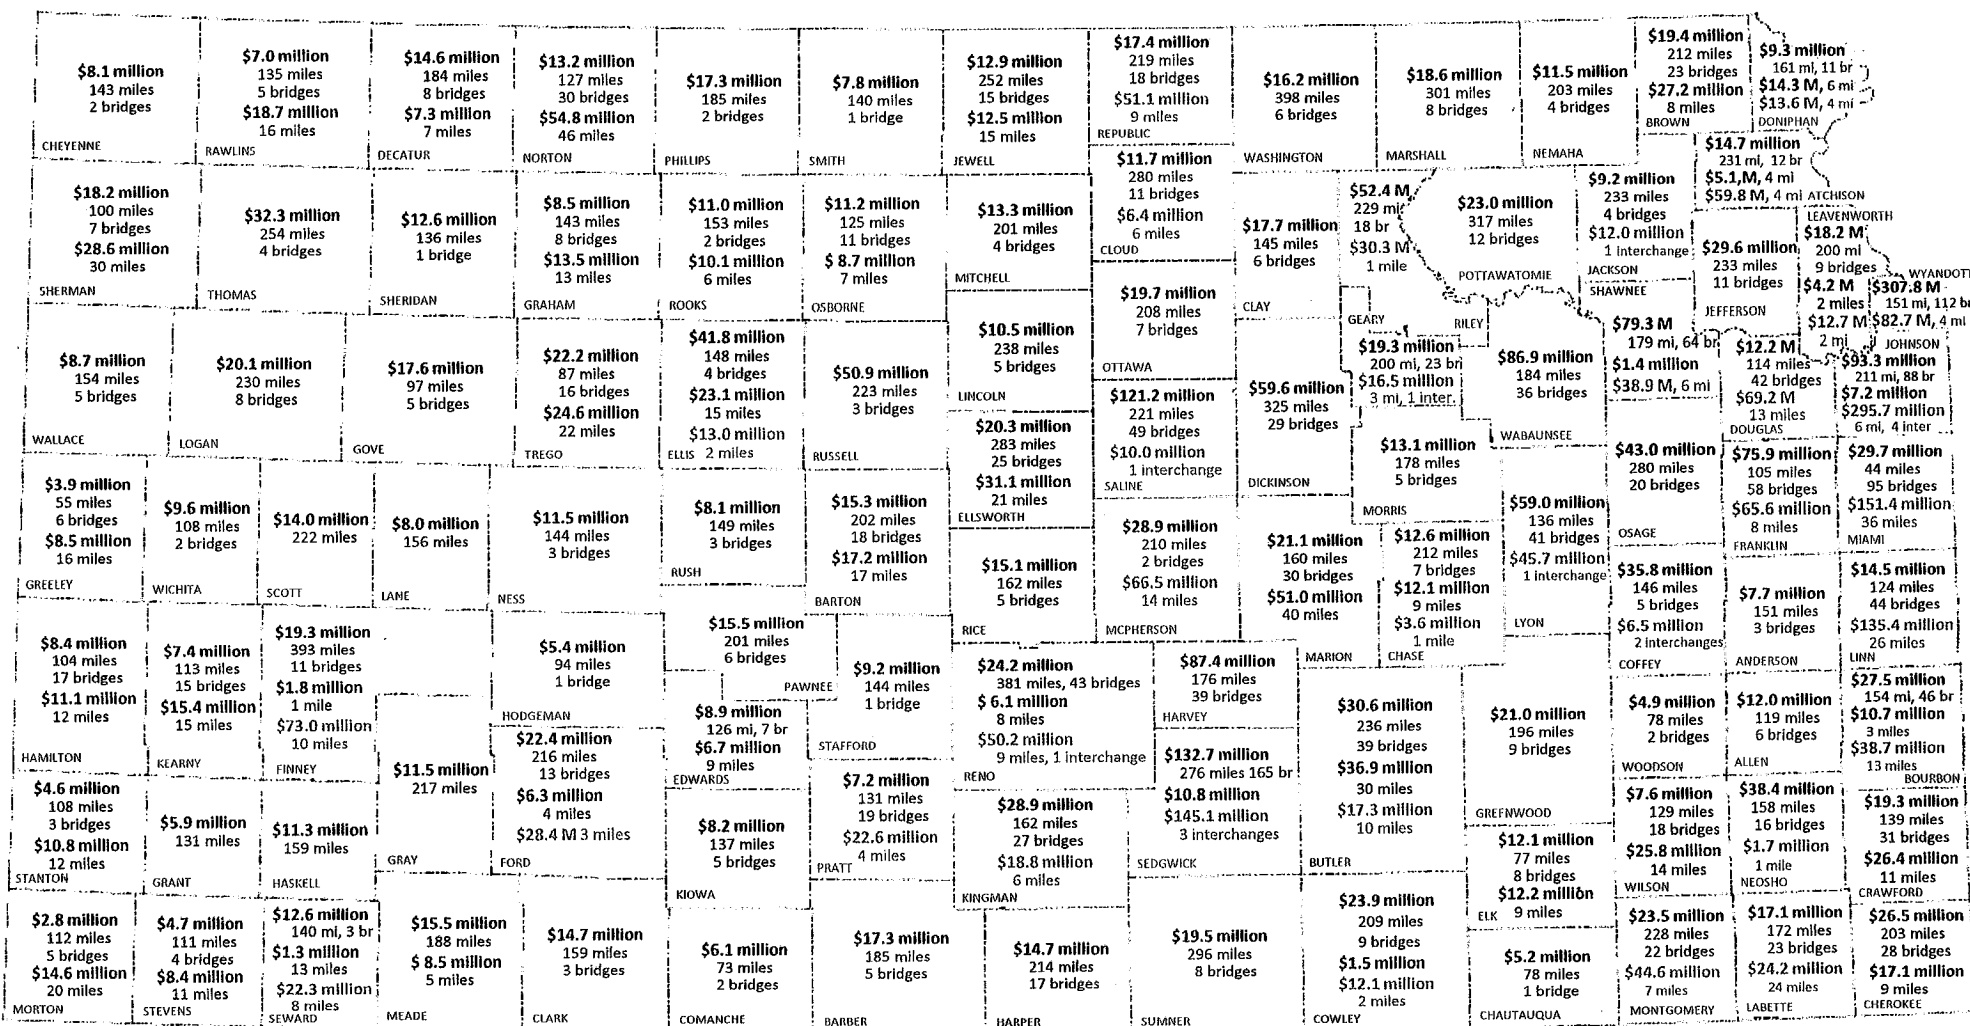 $8.1 million
143 miles
2 bridges
CHEYENNE
$7.0 million
135 miles
5 bridges
$18.7 million
16 miles
RAWLINS
$14.6 million
184 miles
8 bridges
$7.3 million
7 miles
DECATUR
$13.2 million
127 miles
30 bridges
$54.8 million
46 miles
NORTON
$17.3 million
185 miles
2 bridges
PHILLIPS
$7.8 million
140 miles
1 bridge
SMITH
$12.9 million
252 miles
15 bridges
$12.5 million
15 miles
JEWELL
$17.4 million
219 miles
18 bridges
$51.1 million
9 miles
REPUBLIC
$16.2 million
398 miles
6 bridges
WASHINGTON
$18.6 million
301 miles
8 bridges
MARSHALL
$11.5 million
203 miles
4 bridges
NEMAHA
$19.4 million
212 miles
23 bridges
$27.2 million
8 miles
BROWN
$9.3 million
161 mi, 11 br
$14.3 M, 6 mi
$13.6 M, 4 mi
DONIPHAN
$18.2 million
100 miles
7 bridges
$28.6 million
30 miles
SHERMAN
$32.3 million
254 miles
4 bridges
THOMAS
$12.6 million
136 miles
1 bridge
SHERIDAN
$8.5 million
143 miles
8 bridges
$13.5 million
13 miles
GRAHAM
$11.0 million
153 miles
2 bridges
$10.1 million
6 miles
ROOKS
$11.2 million
125 miles
11 bridges
$ 8.7 million
7 miles
OSBORNE
$13.3 million
201 miles
4 bridges
MITCHELL
$11.7 million
280 miles
11 bridges
$6.4 million
6 miles
CLOUD
$17.7 million
145 miles
6 bridges
CLAY
$52.4 M
229 mi
18 br
$30.3 M
1 mile
RILEY
$23.0 million
317 miles
12 bridges
POTTAWATOMIE
$9.2 million
233 miles
4 bridges
$12.0 million
1 interchange
JACKSON
$14.7 million
231 mi, 12 br
$5.1,M, 4 mi
$59.8 M, 4 mi
ATCHISON
$29.6 million
233 miles
11 bridges
JEFFERSON
LEAVENWORTH
$18.2 M
200 mi
9 bridges
$4.2 M
2 miles
$12.7 M
2 mi
WYANDOTT
$307.8 M
151 mi, 112 b
$82.7 M, 4 mi
$8.7 million
154 miles
5 bridges
WALLACE
$20.1 million
230 miles
8 bridges
LOGAN
$17.6 million
97 miles
5 bridges
GOVE
$22.2 million
87 miles
16 bridges
$24.6 million
22 miles
TREGO
$41.8 million
148 miles
4 bridges
$23.1 million
15 miles
$13.0 million
2 miles
ELLIS
$50.9 million
223 miles
3 bridges
RUSSELL
$10.5 million
238 miles
5 bridges
LINCOLN
$19.7 million
208 miles
7 bridges
OTTAWA
$20.3 million
283 miles
25 bridges
$31.1 million
21 miles
ELLSWORTH
$121.2 million
221 miles
49 bridges
$10.0 million
1 interchange
SALINE
$59.6 million
325 miles
29 bridges
DICKINSON
GEARY
$19.3 million
200 mi, 23 bri
$16.5 million
3 mi, 1 inter.
$86.9 million
184 miles
36 bridges
WABAUNSEE
SHAWNEE
$79.3 M
179 mi, 64 br
$1.4 million
$38.9 M, 6 mi
$12.2 M
114 miles
42 bridges
$69.2 M
13 miles
DOUGLAS
JOHNSON
$93.3 million
211 mi, 88 br
$7.2 million
$295.7 million
6 mi, 4 inter
$3.9 million
55 miles
6 bridges
$8.5 million
16 miles
GREELEY
$9.6 million
108 miles
2 bridges
WICHITA
$14.0 million
222 miles
SCOTT
$8.0 million
156 miles
LANE
$11.5 million
144 miles
3 bridges
NESS
$8.1 million
149 miles
3 bridges
RUSH
$15.3 million
202 miles
18 bridges
$17.2 million
17 miles
BARTON
$15.1 million
162 miles
5 bridges
RICE
$28.9 million
210 miles
2 bridges
$66.5 million
14 miles
MCPHERSON
$21.1 million
160 miles
30 bridges
$51.0 million
40 miles
MARION
$13.1 million
178 miles
5 bridges
MORRIS
$12.6 million
212 miles
7 bridges
$12.1 million
9 miles
$3.6 million
1 mile
CHASE
$59.0 million
136 miles
41 bridges
$45.7 million
1 interchange
LYON
$43.0 million
280 miles
20 bridges
OSAGE
$75.9 million
105 miles
58 bridges
$65.6 million
8 miles
FRANKLIN
$29.7 million
44 miles
95 bridges
$151.4 million
36 miles
MIAMI
$35.8 million
146 miles
5 bridges
$6.5 million
2 interchanges
COFFEY
$7.7 million
151 miles
3 bridges
ANDERSON
$14.5 million
124 miles
44 bridges
$135.4 million
26 miles
LINN
$8.4 million
104 miles
17 bridges
$11.1 million
12 miles
HAMILTON
$7.4 million
113 miles
15 bridges
$15.4 million
15 miles
KEARNY
$19.3 million
393 miles
11 bridges
$1.8 million
1 mile
$73.0 million
10 miles
FINNEY
$5.4 million
94 miles
1 bridge
HODGEMAN
$15.5 million
201 miles
6 bridges
PAWNEE
$9.2 million
144 miles
1 bridge
STAFFORD
$24.2 million
381 miles, 43 bridges
$ 6.1 million
8 miles
$50.2 million
9 miles, 1 interchange
RENO
$87.4 million
176 miles
39 bridges
HARVEY
$30.6 million
236 miles
39 bridges
$36.9 million
30 miles
$17.3 million
10 miles
BUTLER
$21.0 million
196 miles
9 bridges
GREENWOOD
$4.9 million
78 miles
2 bridges
WOODSON
$12.0 million
119 miles
6 bridges
ALLEN
$27.5 million
154 mi, 46 br
$10.7 million
3 miles
$38.7 million
13 miles
BOURBON
$4.6 million
108 miles
3 bridges
$10.8 million
12 miles
STANTON
$5.9 million
131 miles
GRANT
$11.3 million
159 miles
HASKELL
$11.5 million
217 miles
GRAY
$22.4 million
216 miles
13 bridges
$6.3 million
4 miles
$28.4 M 3 miles
FORD
$8.9 million
126 mi, 7 br
$6.7 million
9 miles
EDWARDS
$8.2 million
137 miles
5 bridges
KIOWA
$7.2 million
131 miles
19 bridges
$22.6 million
4 miles
PRATT
$28.9 million
162 miles
27 bridges
$18.8 million
6 miles
KINGMAN
$132.7 million
276 miles 165 br
$10.8 million
$145.1 million
3 interchanges
SEDGWICK
$12.1 million
77 miles
8 bridges
$12.2 million
9 miles
ELK
$7.6 million
129 miles
18 bridges
$25.8 million
14 miles
WILSON
$38.4 million
158 miles
16 bridges
$1.7 million
1 mile
NEOSHO
$19.3 million
139 miles
31 bridges
$26.4 million
11 miles
CRAWFORD
$2.8 million
112 miles
5 bridges
$14.6 million
20 miles
MORTON
$4.7 million
111 miles
4 bridges
$8.4 million
11 miles
STEVENS
$12.6 million
140 mi, 3 br
$1.3 million
13 miles
$22.3 million
8 miles
SEWARD
$15.5 million
188 miles
$ 8.5 million
5 miles
MEADE
$14.7 million
159 miles
3 bridges
CLARK
$6.1 million
73 miles
2 bridges
COMANCHE
$17.3 million
185 miles
5 bridges
BARBER
$14.7 million
214 miles
17 bridges
HARPER
$19.5 million
296 miles
8 bridges
SUMNER
$23.9 million
209 miles
9 bridges
$1.5 million
$12.1 million
2 miles
COWLEY
$5.2 million
78 miles
1 bridge
CHAUTAUQUA
$23.5 million
228 miles
22 bridges
$44.6 million
7 miles
MONTGOMERY
$17.1 million
172 miles
23 bridges
$24.2 million
24 miles
LABETTE
$26.5 million
203 miles
28 bridges
$17.1 million
9 miles
CHEROKEE